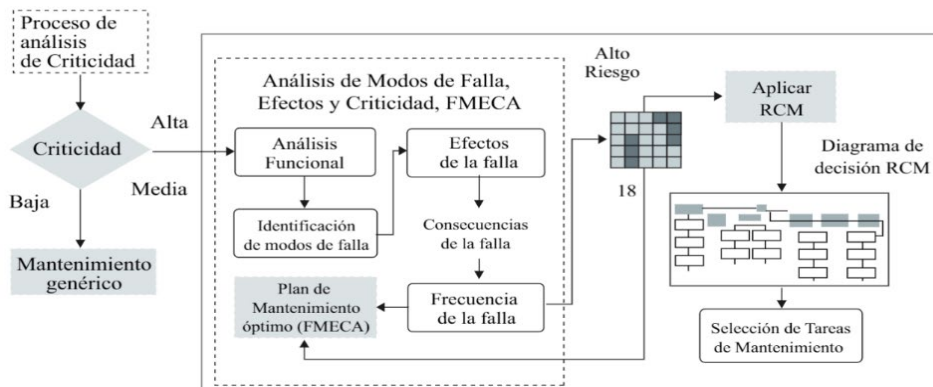 Proceso de
análisis
de Criticidad
Criticidad
Alta
Media
Baja
Mantenimiento
genérico
Análisis de Modos de Falla,
Efectos y Criticidad, FMECA
Análisis
Funcional
Identificación
de modos de falla
Efectos
de la falla
Consecuencias
de la falla
Frecuencia
de la falla
Plan de
Mantenimiento
óptimo (FMECA)
Alto
Riesgo
18
Aplicar
RCM
Diagrama de
decisión RCM
Selección de Tareas
de Mantenimiento